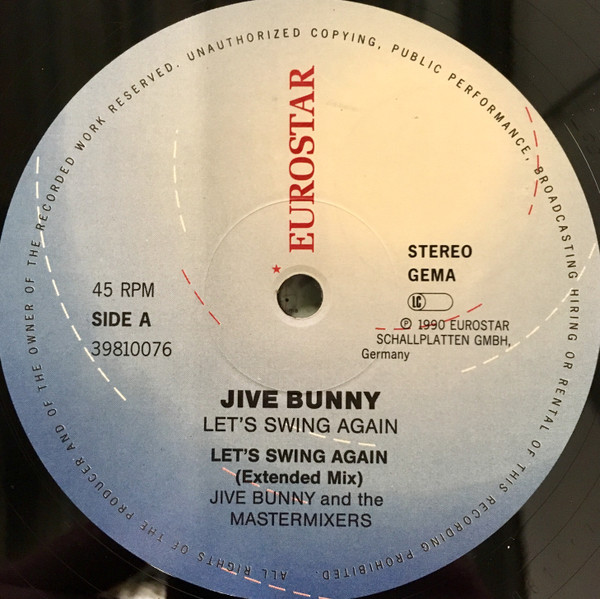 ALL RIGHTS OF THE PRODUCER AND OF THE OWNER OF THE RECORDED WORK RESERVED. UNAUTHORIZED COPYING, PUBLIC PERFORMANCE, BROADCASTING HIRING OR RENTAL OF THIS RECORDING PROHIBITED.
EUROSTAR
45 RPM
SIDE A
39810076
STEREO
GEMA
LC
℗ 1990 EUROSTAR
SCHALLPLATTEN GMBH,
Germany
JIVE BUNNY
LET'S SWING AGAIN
LET'S SWING AGAIN
(Extended Mix)
JIVE BUNNY and the
MASTERMIXERS